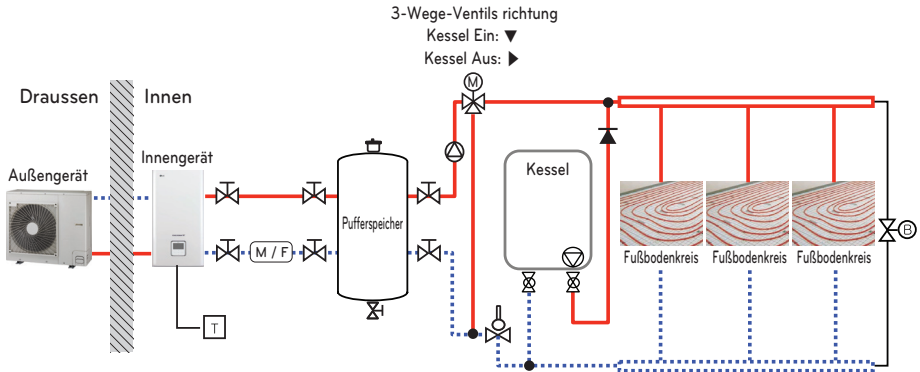 3-Wege-Ventils richtung
Kessel Ein: ▼
Kessel Aus: ▶
M
Draussen
Innen
Außengerät
Innengerät
Pufferspeicher
Kessel
M / F
T
B
Fußbodenkreis
Fußbodenkreis
Fußbodenkreis